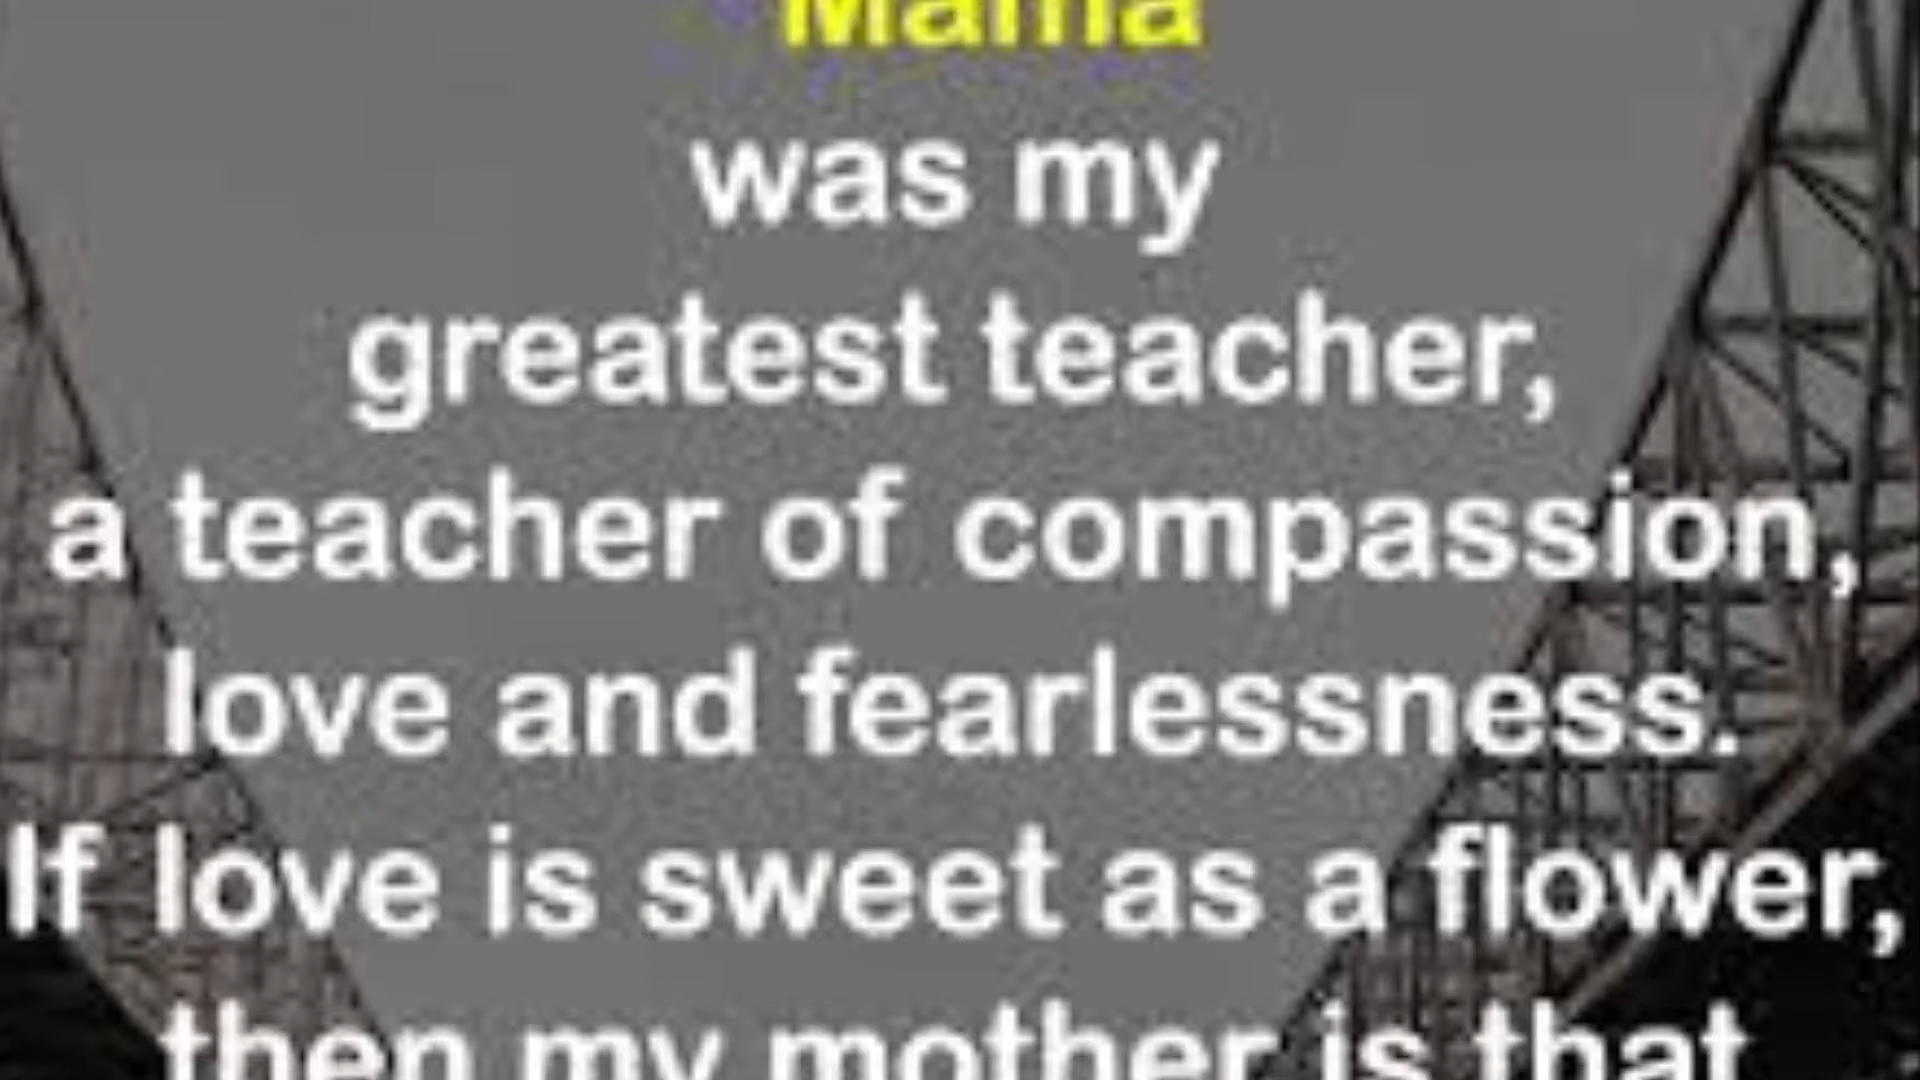 Mama
was my
greatest teacher,
a teacher of compassion,
love and fearlessness.
If love is sweet as a flower,
then my mother is that